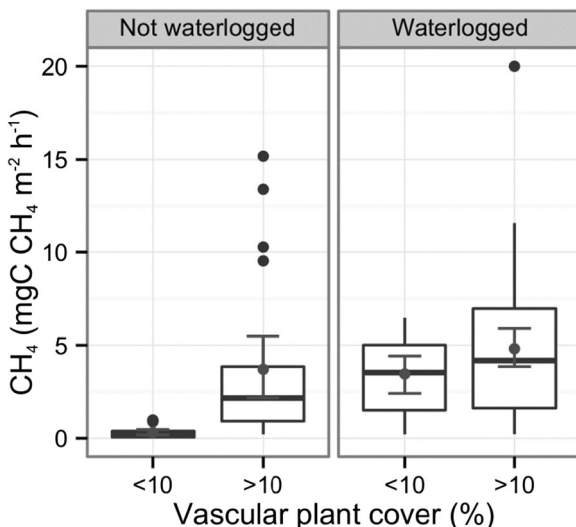 Not waterlogged Waterlogged
20
15
10
5
0
CH₄ (mgC CH₄ m⁻² h⁻¹)
<10 >10 <10 >10
Vascular plant cover (%)